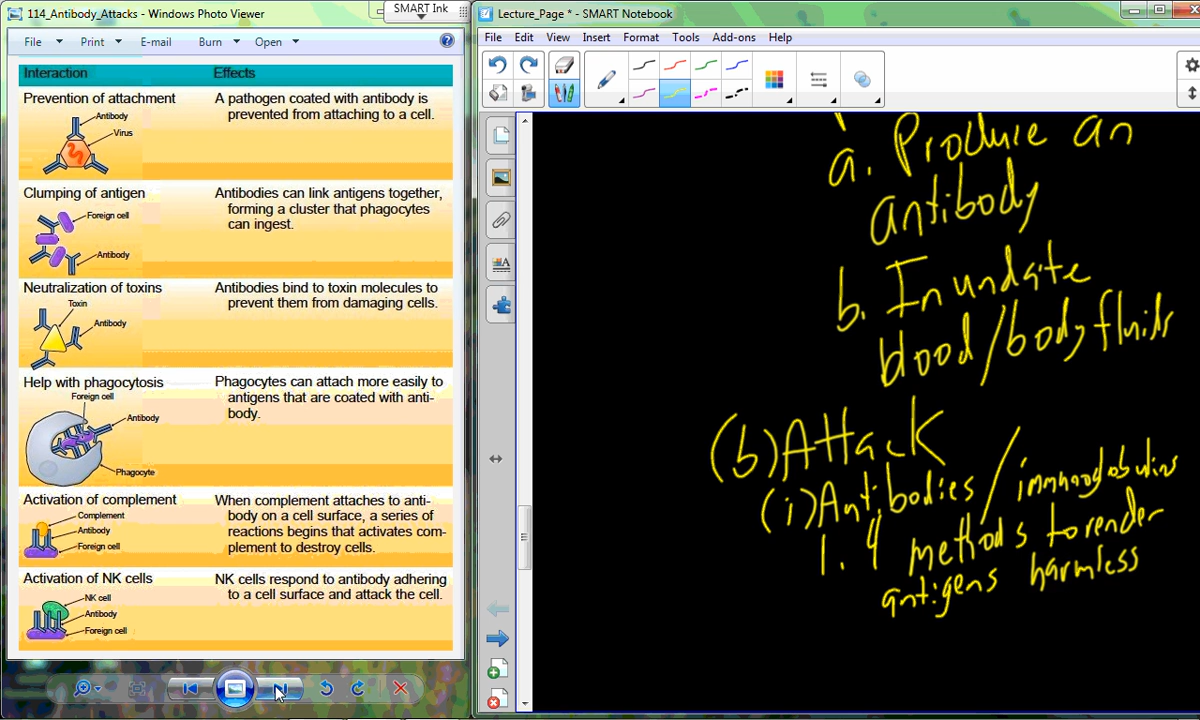 114_Antibody_Attacks - Windows Photo Viewer
SMART Ink
File Print E-mail Burn Open
Interaction Effects
Prevention of attachment
Antibody
Virus
A pathogen coated with antibody is
prevented from attaching to a cell.
Clumping of antigen
Foreign cell
Antibody
Antibodies can link antigens together,
forming a cluster that phagocytes
can ingest.
Neutralization of toxins
Toxin
Antibody
Antibodies bind to toxin molecules to
prevent them from damaging cells.
Help with phagocytosis
Foreign cell
Antibody
Phagocyte
Phagocytes can attach more easily to
antigens that are coated with anti-
body.
Activation of complement
Complement
Antibody
Foreign cell
When complement attaches to anti-
body on a cell surface, a series of
reactions begins that activates com-
plement to destroy cells.
Activation of NK cells
NK cell
Antibody
Foreign cell
NK cells respond to antibody adhering
to a cell surface and attack the cell.
Lecture_Page * - SMART Notebook
File Edit View Insert Format Tools Add-ons Help
a. Produce an
antibody
b. Inundate
blood/body fluids
(b) Attack
(i) Antibodies / immunoglobulins
1. 4 methods to render
antigens harmless